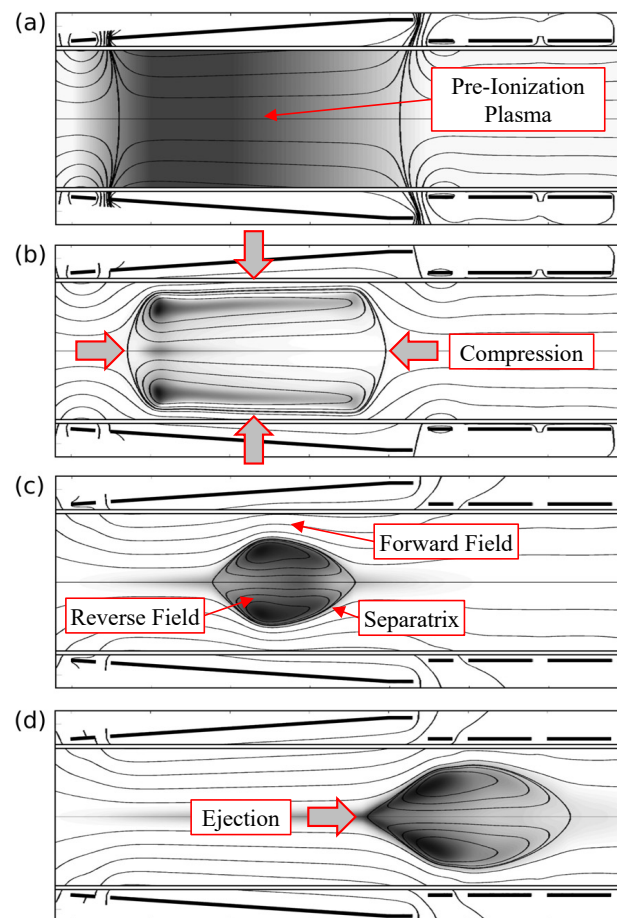 (a)
Pre-Ionization
Plasma
(b)
Compression
(c)
Forward Field
Reverse Field
Separatrix
(d)
Ejection